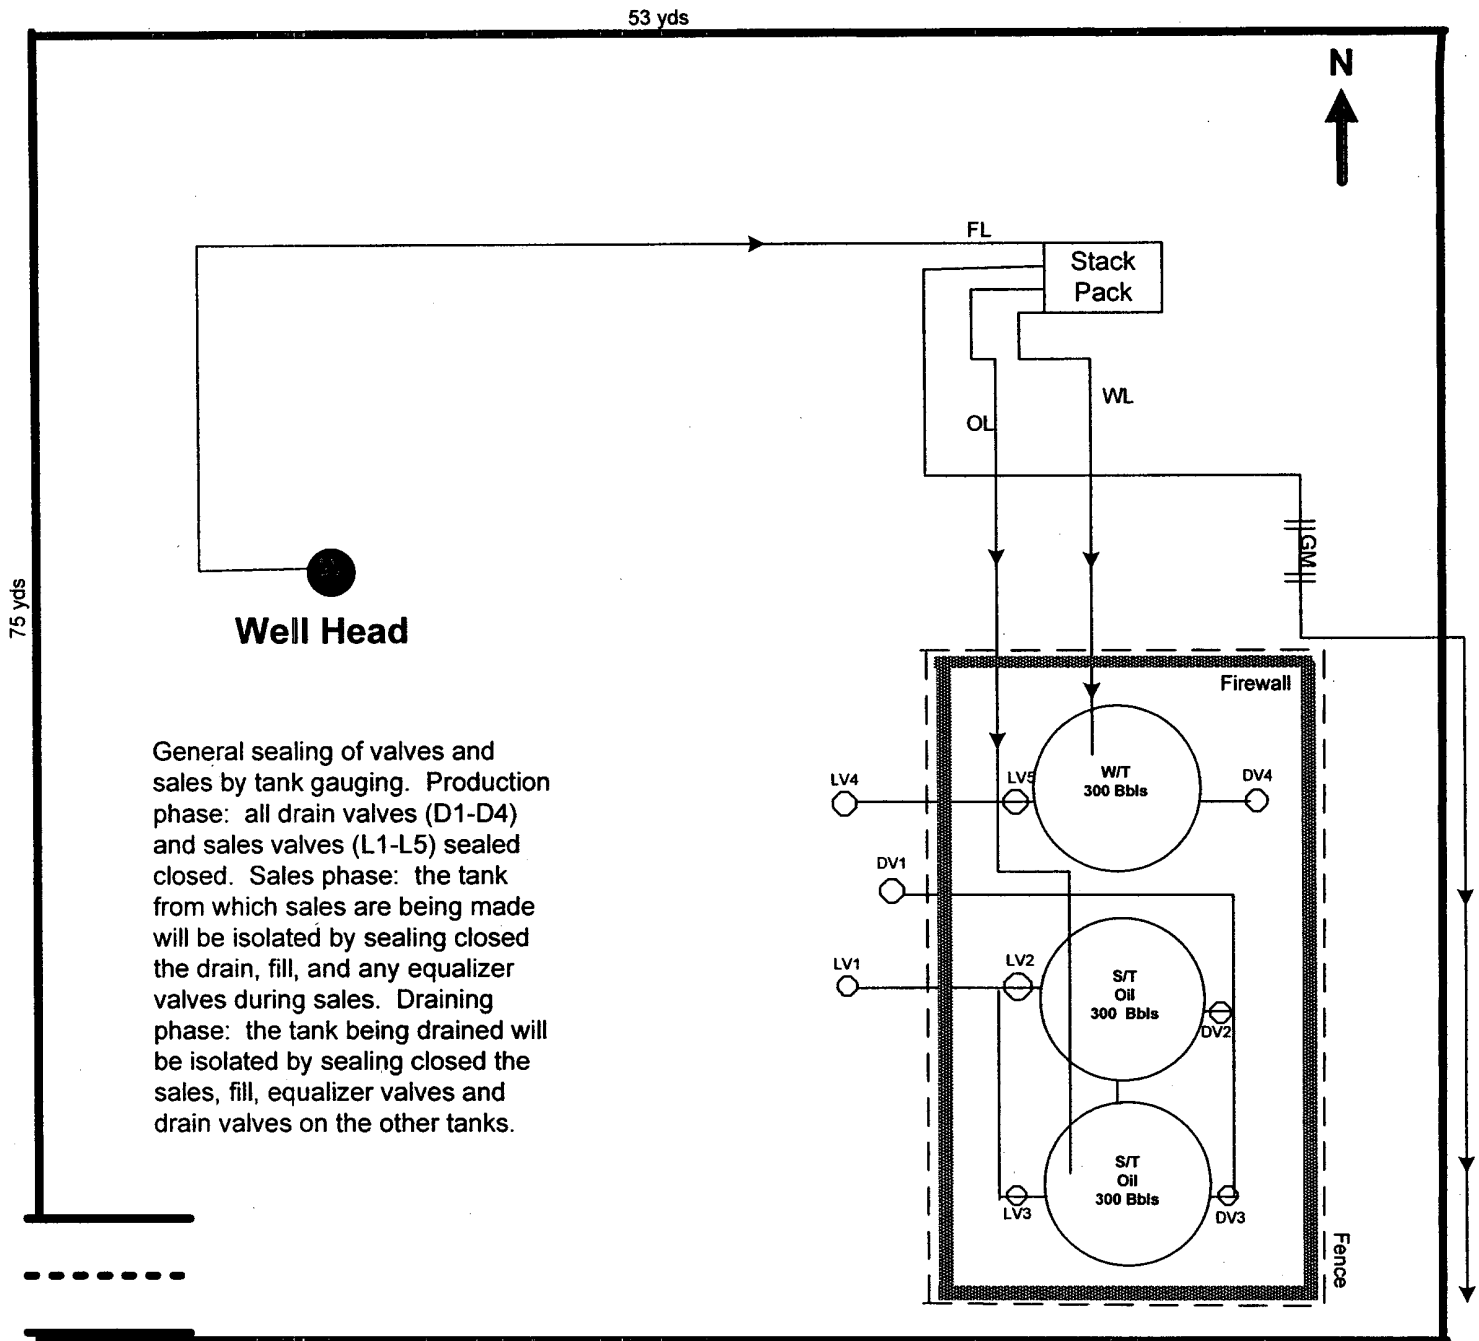 53 yds
N
FL
Stack
Pack
WL
OL
GM
75 yds
Well Head
Firewall
General sealing of valves and
sales by tank gauging. Production
phase: all drain valves (D1-D4)
and sales valves (L1-L5) sealed
closed. Sales phase: the tank
from which sales are being made
will be isolated by sealing closed
the drain, fill, and any equalizer
valves during sales. Draining
phase: the tank being drained will
be isolated by sealing closed the
sales, fill, equalizer valves and
drain valves on the other tanks.
LV4
LV5
W/T
300 Bbls
DV4
DV1
LV1
LV2
S/T
Oil
300 Bbls
DV2
S/T
Oil
300 Bbls
LV3
DV3
Fence